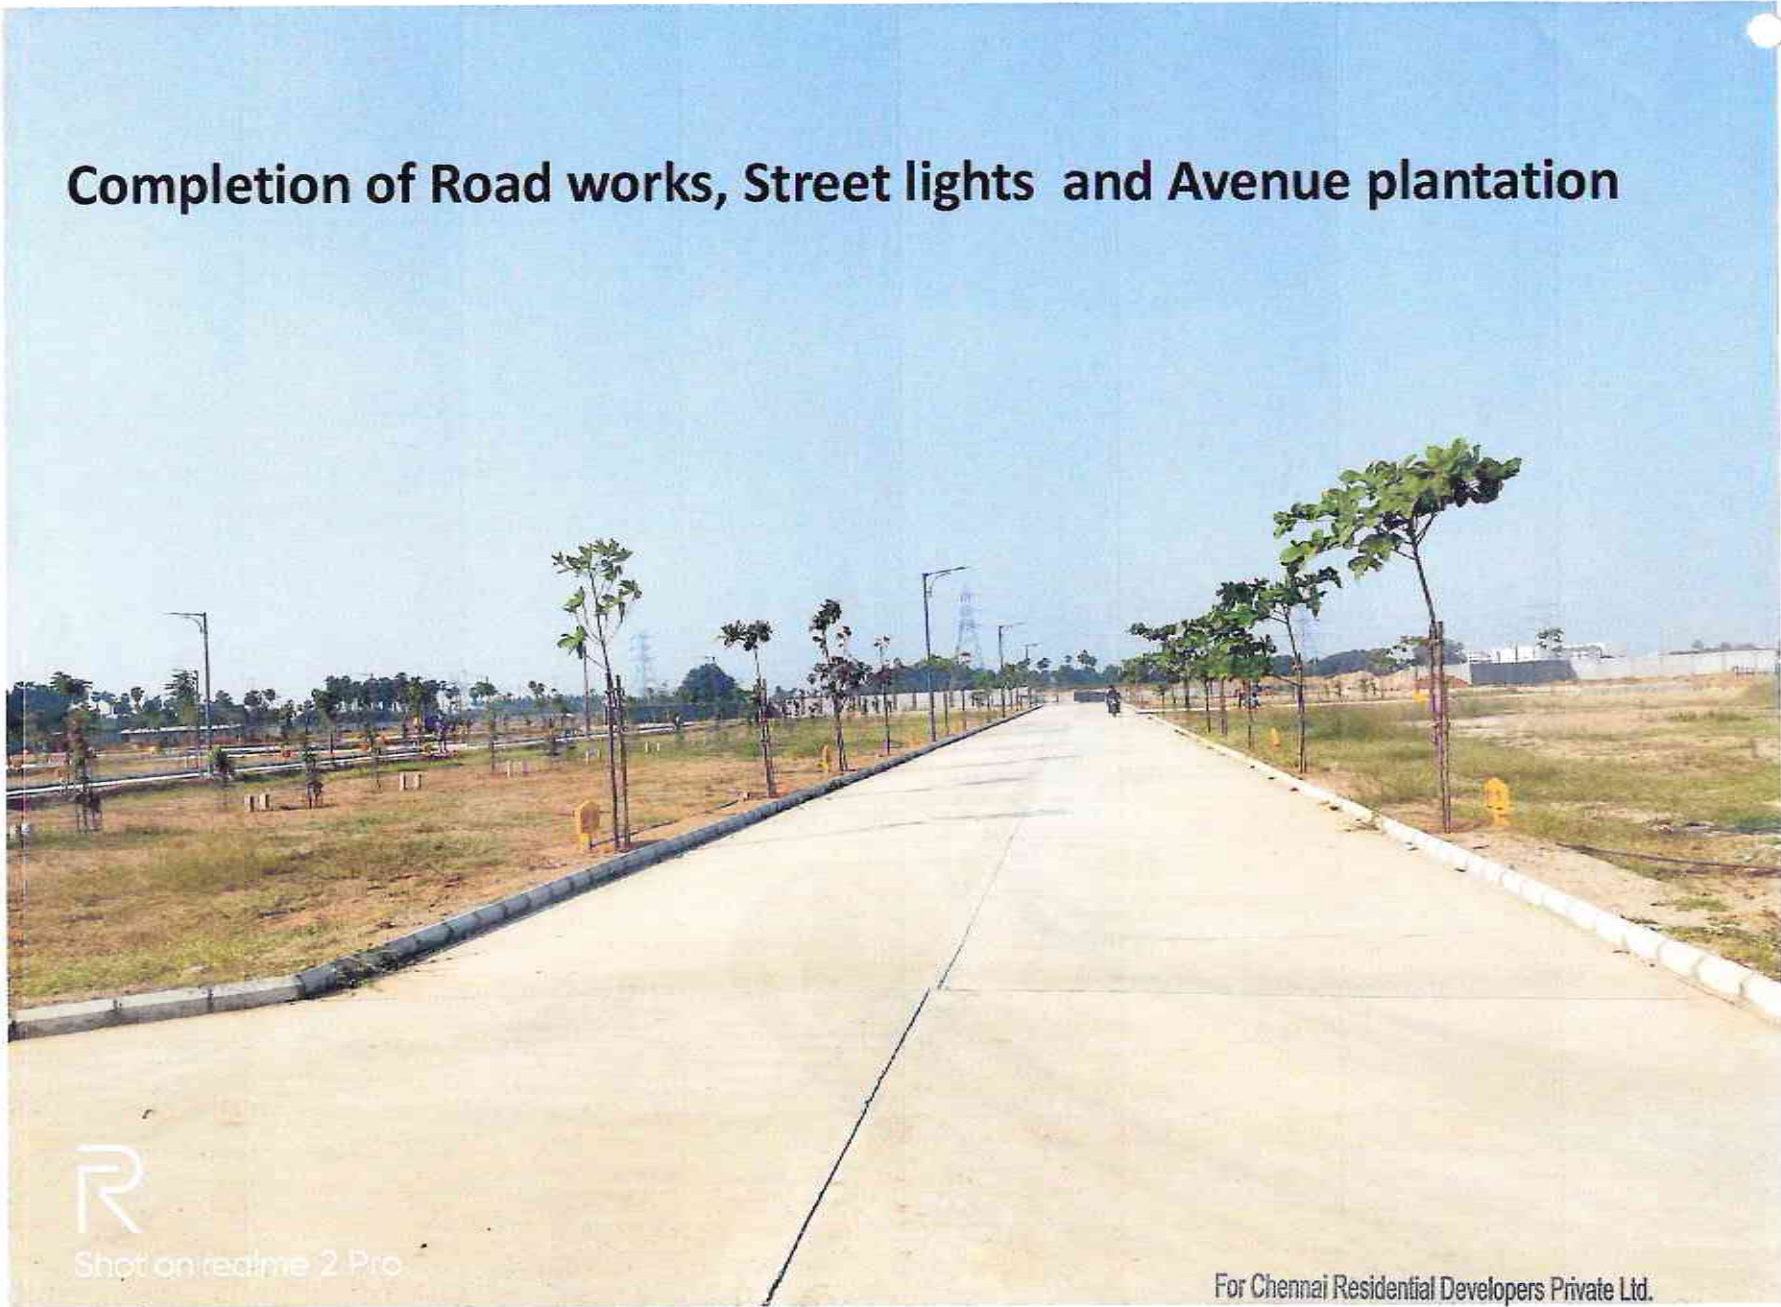 Completion of Road works, Street lights and Avenue plantation
R
Shot on realme 2 Pro
For Chennai Residential Developers Private Ltd.